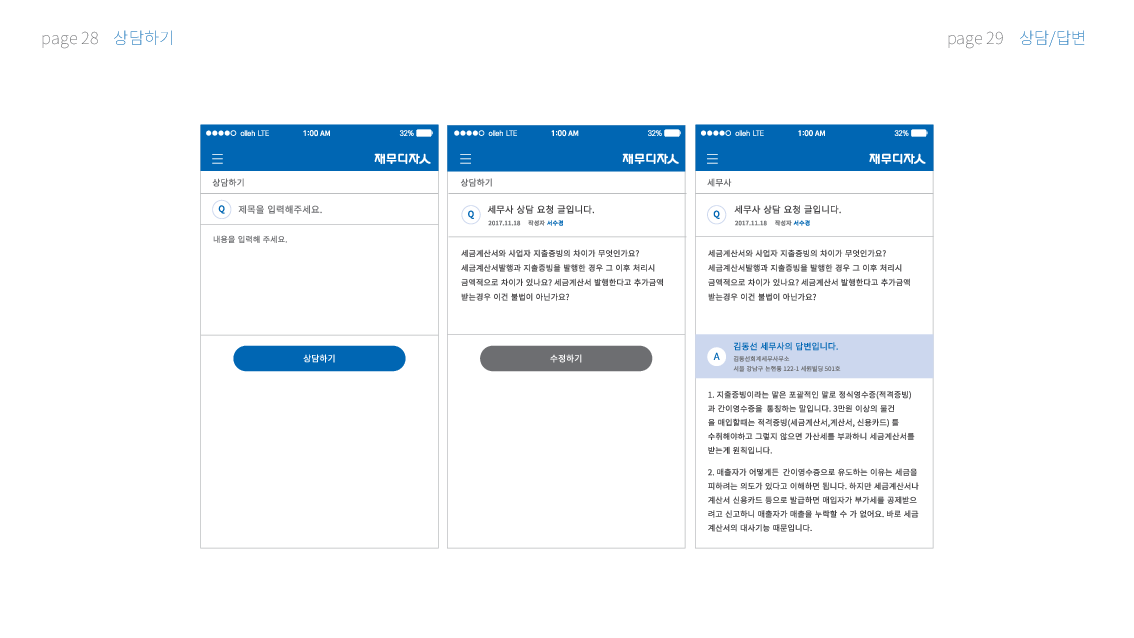 page 28 상담하기
page 29 상담/답변
olleh LTE 1:00 AM 32%
재무디자인
상담하기
Q 제목을 입력해주세요.
내용을 입력해 주세요.
상담하기
olleh LTE 1:00 AM 32%
재무디자인
상담하기
Q 세무사 상담 요청 글입니다.
2017.11.18 작성자 서수경
세금계산서와 사업자 지출증빙의 차이가 무엇인가요?
세금계산서발행과 지출증빙을 발행한 경우 그 이후 처리시
금액적으로 차이가 있나요? 세금계산서 발행한다고 추가금액
받는경우 이건 불법이 아닌가요?
수정하기
olleh LTE 1:00 AM 32%
재무디자인
세무사
Q 세무사 상담 요청 글입니다.
2017.11.18 작성자 서수경
세금계산서와 사업자 지출증빙의 차이가 무엇인가요?
세금계산서발행과 지출증빙을 발행한 경우 그 이후 처리시
금액적으로 차이가 있나요? 세금계산서 발행한다고 추가금액
받는경우 이건 불법이 아닌가요?
A 김동선 세무사의 답변입니다.
김동선회계세무사무소
서울 강남구 논현동 122-1 세원빌딩 501호
1. 지출증빙이라는 말은 포괄적인 말로 정식영수증(적격증빙)
과 간이영수증을 통칭하는 말입니다. 3만원 이상의 물건
을 매입할때는 적격증빙(세금계산서,계산서, 신용카드) 를
수취해야하고 그렇지 않으면 가산세를 부과하니 세금계산서를
받는게 원칙입니다.
2. 매출자가 어떻게든 간이영수증으로 유도하는 이유는 세금을
피하려는 의도가 있다고 이해하면 됩니다. 하지만 세금계산서나
계산서 신용카드 등으로 발급하면 매입자가 부가세를 공제받으
려고 신고하니 매출자가 매출을 누락할 수 가 없어요. 바로 세금
계산서의 대사기능 때문입니다.